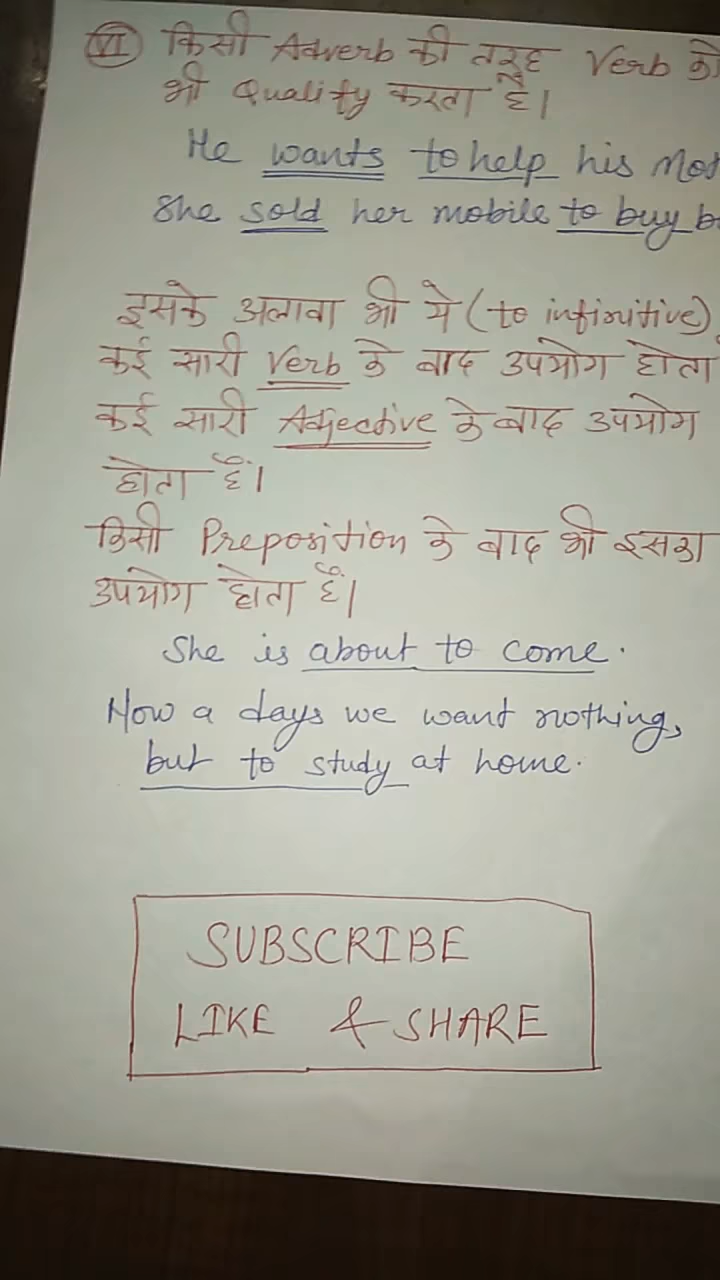 VI किसी Adverb की तरह Verb को
भी Quality करता है।
He wants to help his
She sold her mobile to buy
इसके अलावा भी ये (to infinitive)
कई सारी Verb के बाद उपयोग होता
कई सारी Adjective के बाद उपयोग
होता हैं।
किसी Preposition के बाद भी इसका
उपयोग होता हैं।
She is about to come.
Now a days we want nothing,
but to study at home.
SUBSCRIBE
LIKE & SHARE